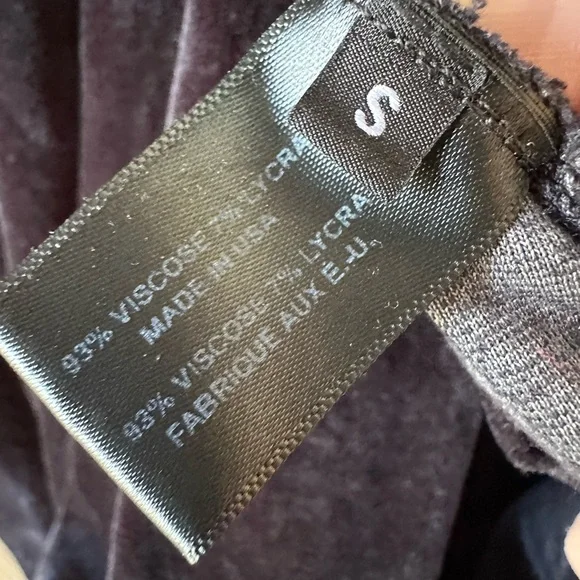 S
93% VISCOSE 7% LYCRA
MADE IN USA
93% VISCOSE 7% LYCRA
FABRIQUE AUX É.-U.